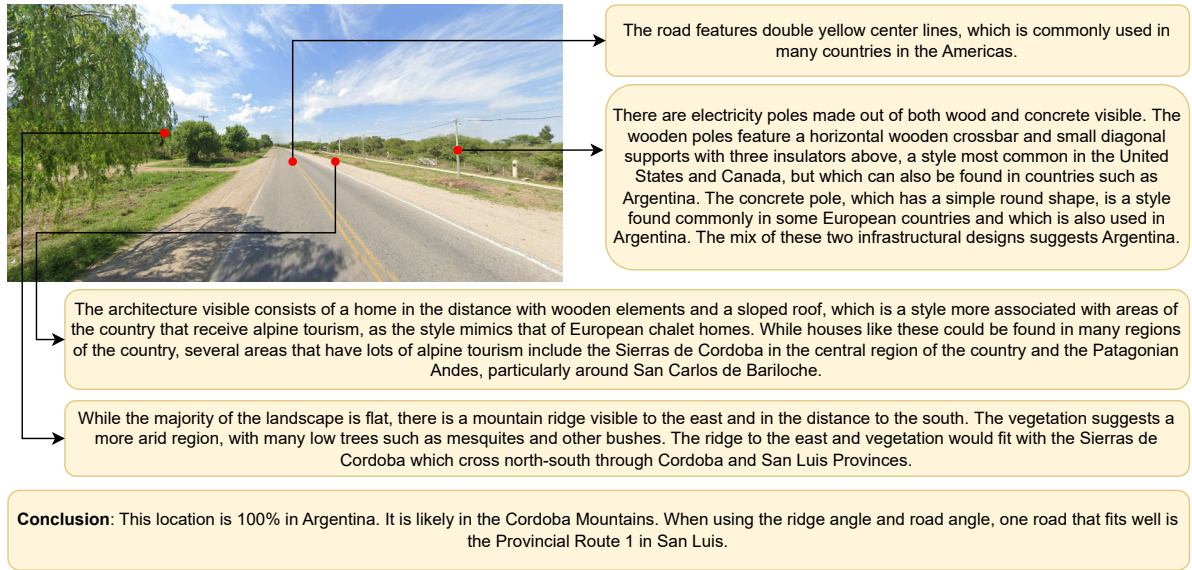 The road features double yellow center lines, which is commonly used in
many countries in the Americas.
There are electricity poles made out of both wood and concrete visible. The
wooden poles feature a horizontal wooden crossbar and small diagonal
supports with three insulators above, a style most common in the United
States and Canada, but which can also be found in countries such as
Argentina. The concrete pole, which has a simple round shape, is a style
found commonly in some European countries and which is also used in
Argentina. The mix of these two infrastructural designs suggests Argentina.
The architecture visible consists of a home in the distance with wooden elements and a sloped roof, which is a style more associated with areas of
the country that receive alpine tourism, as the style mimics that of European chalet homes. While houses like these could be found in many regions
of the country, several areas that have lots of alpine tourism include the Sierras de Cordoba in the central region of the country and the Patagonian
Andes, particularly around San Carlos de Bariloche.
While the majority of the landscape is flat, there is a mountain ridge visible to the east and in the distance to the south. The vegetation suggests a
more arid region, with many low trees such as mesquites and other bushes. The ridge to the east and vegetation would fit with the Sierras de
Cordoba which cross north-south through Cordoba and San Luis Provinces.
Conclusion: This location is 100% in Argentina. It is likely in the Cordoba Mountains. When using the ridge angle and road angle, one road that fits well is
the Provincial Route 1 in San Luis.